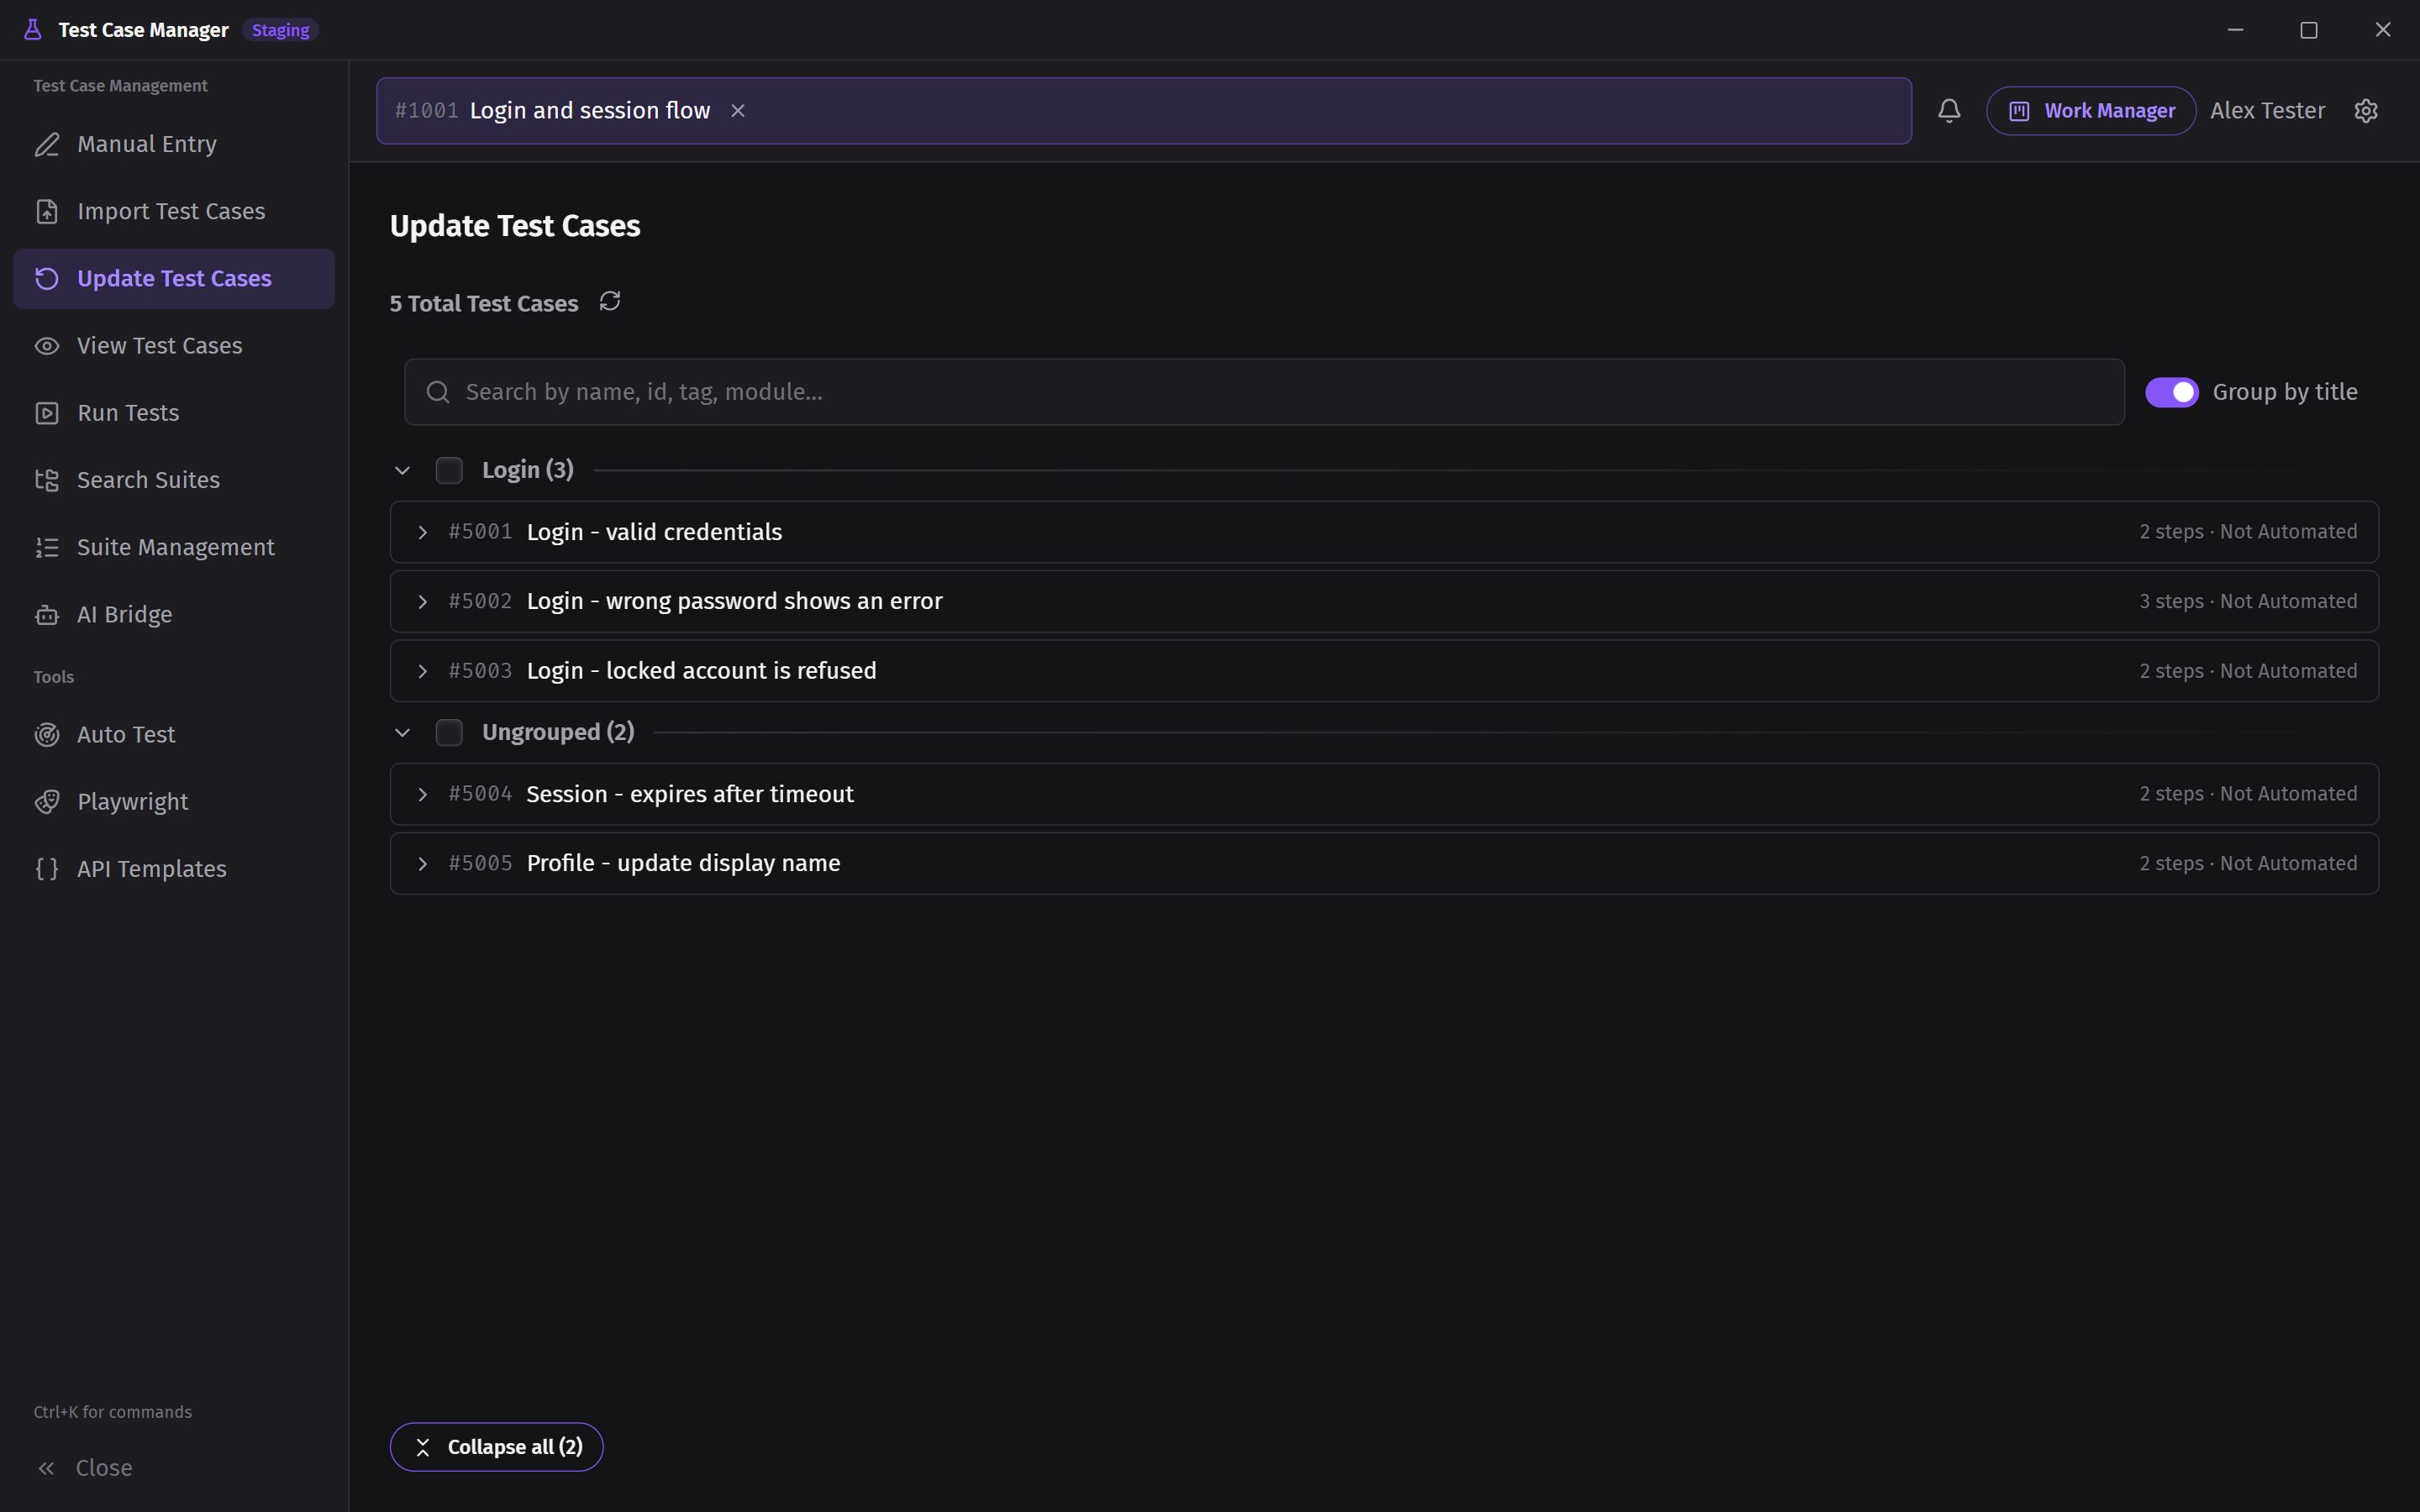 Test Case Manager Staging
Test Case Management
Manual Entry
Import Test Cases
Update Test Cases
View Test Cases
Run Tests
Search Suites
Suite Management
AI Bridge
Tools
Auto Test
Playwright
API Templates
Ctrl+K for commands
Close
#1001 Login and session flow
Work Manager
Alex Tester
Update Test Cases
5 Total Test Cases
Search by name, id, tag, module...
Group by title
Login (3)
#5001 Login - valid credentials 2 steps · Not Automated
#5002 Login - wrong password shows an error 3 steps · Not Automated
#5003 Login - locked account is refused 2 steps · Not Automated
Ungrouped (2)
#5004 Session - expires after timeout 2 steps · Not Automated
#5005 Profile - update display name 2 steps · Not Automated
Collapse all (2)